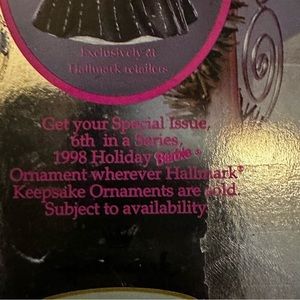 Exclusively at
Hallmark retailers
Get your Special Issue,
6th in a Series,
1998 Holiday Barbie®
Ornament wherever Hallmark®
Keepsake Ornaments are sold.
Subject to availability.